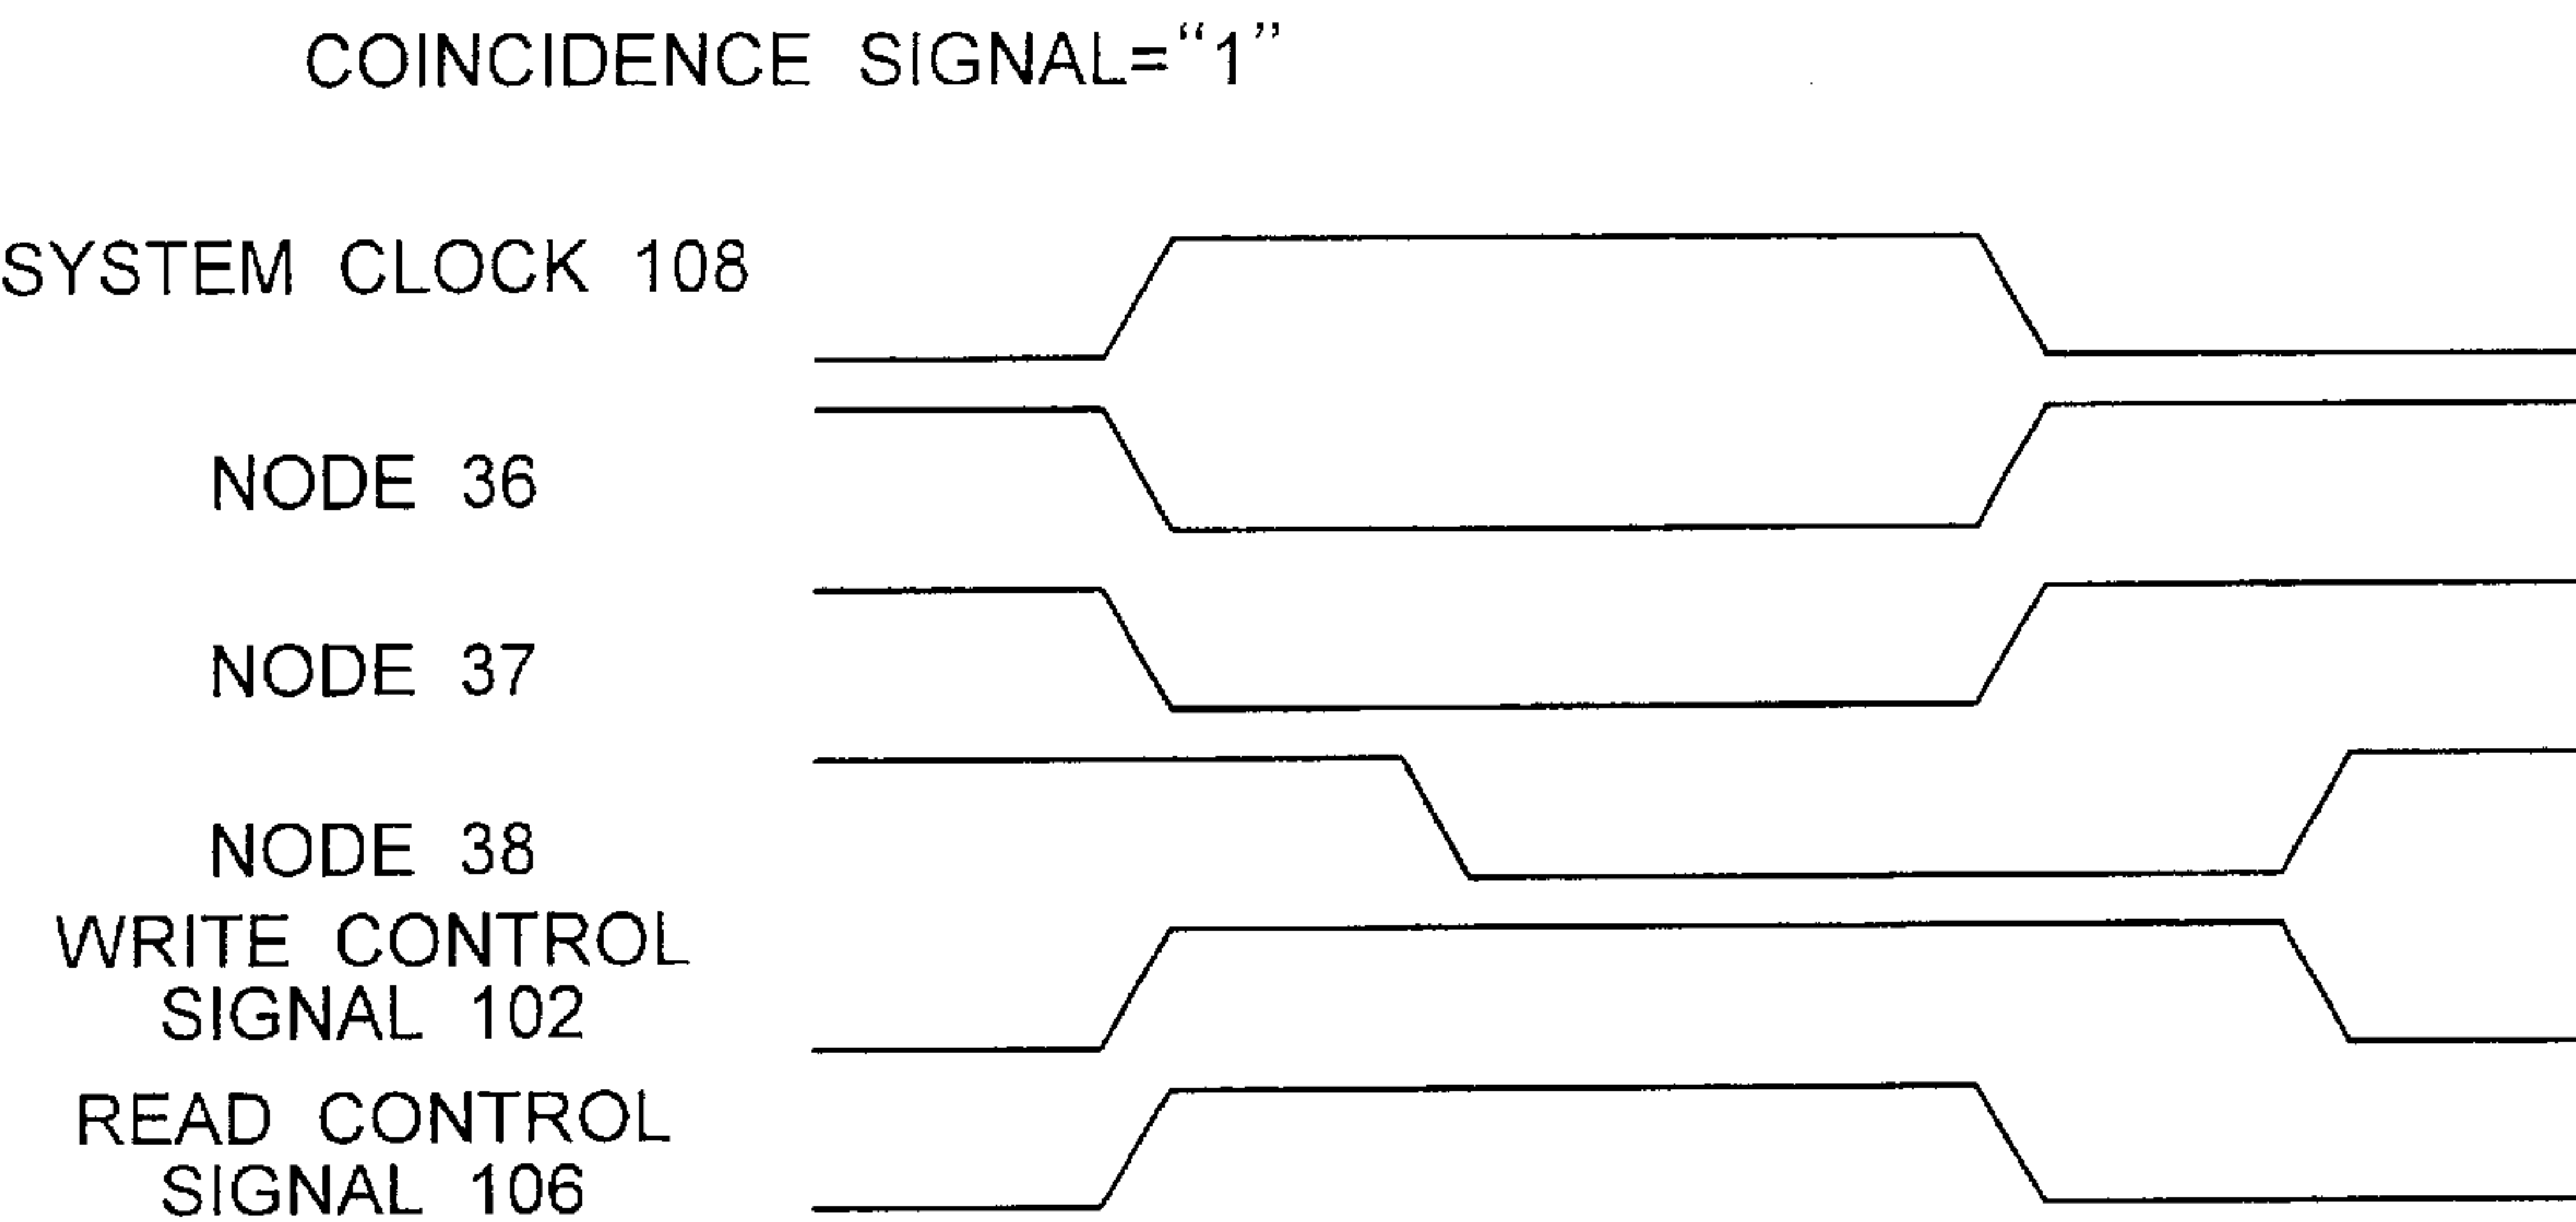 COINCIDENCE SIGNAL=“1”
SYSTEM CLOCK 108
NODE 36
NODE 37
NODE 38
WRITE CONTROL
SIGNAL 102
READ CONTROL
SIGNAL 106